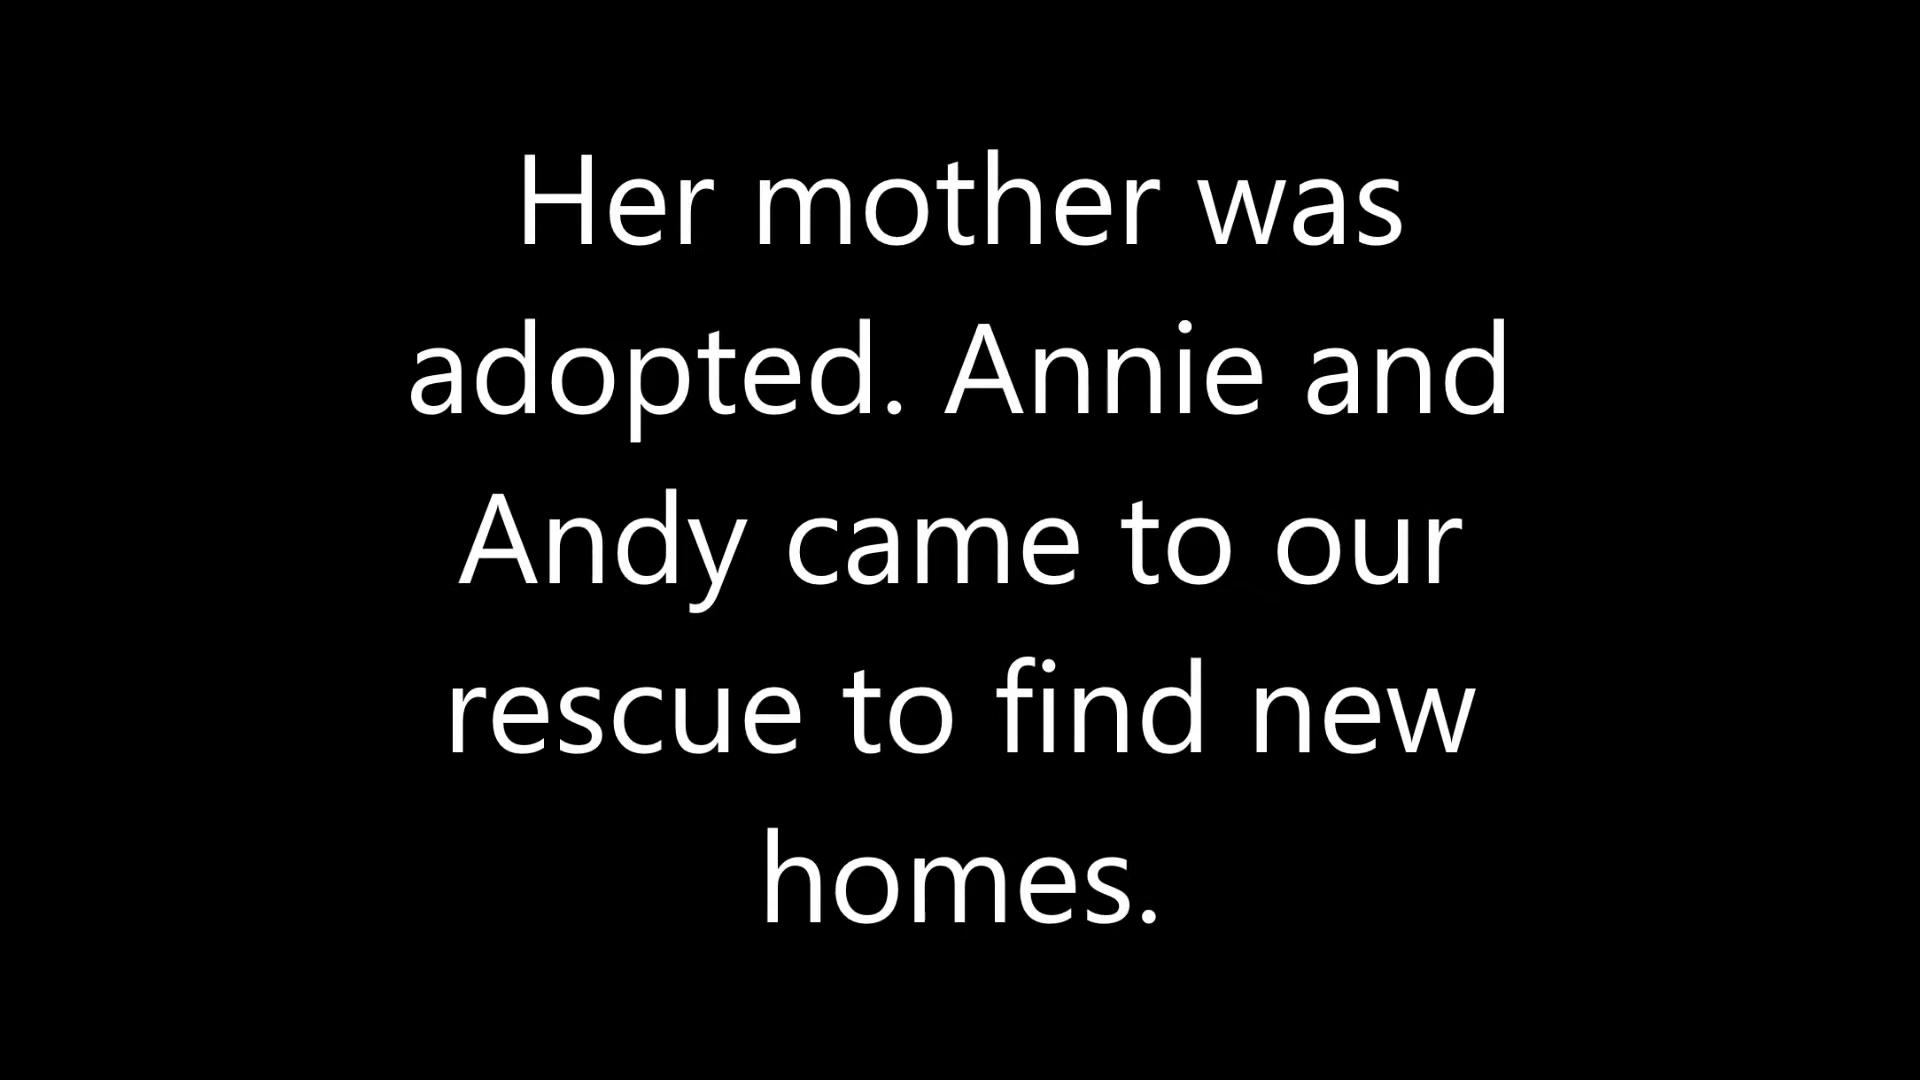 Her mother was
adopted. Annie and
Andy came to our
rescue to find new
homes.